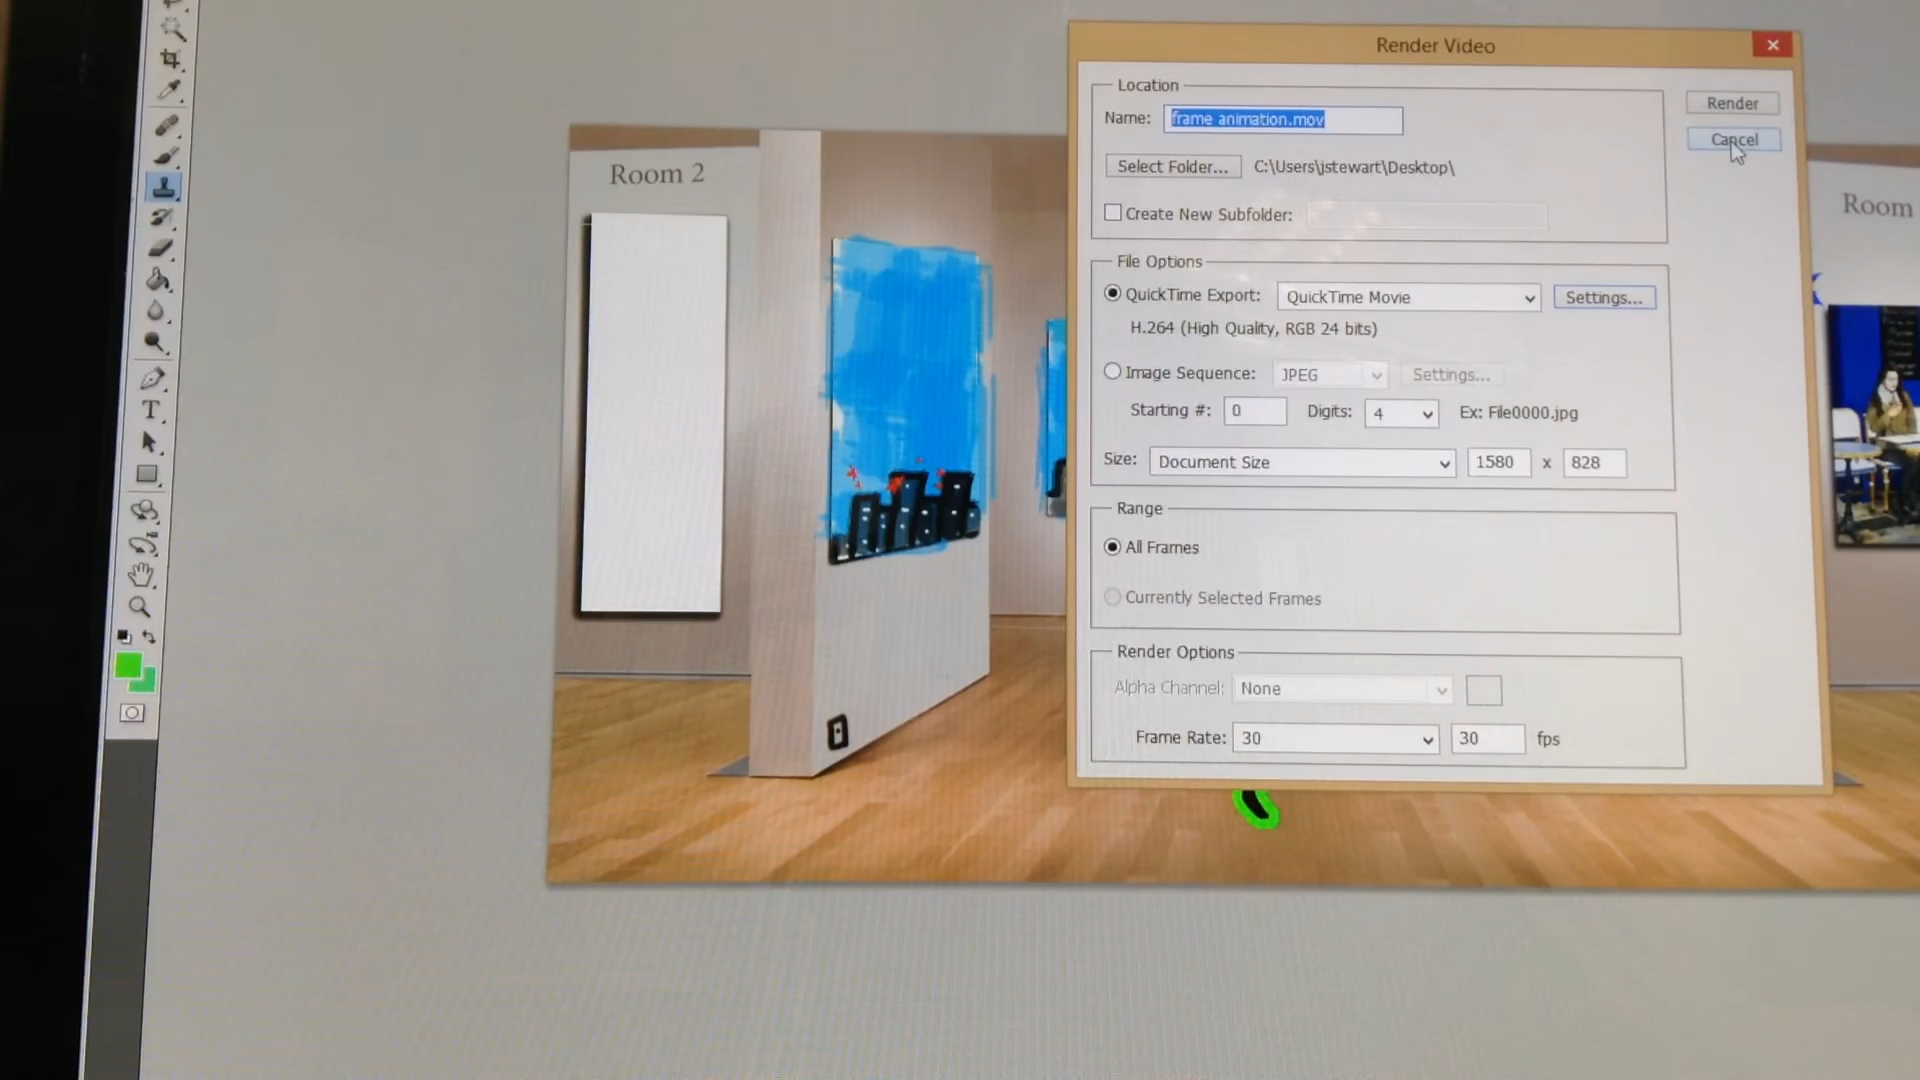 Render Video
Location
Name: frame animation.mov
Render
Cancel
Select Folder... C:\Users\jstewart\Desktop\
Create New Subfolder:
File Options
QuickTime Export: QuickTime Movie Settings...
H.264 (High Quality, RGB 24 bits)
Image Sequence: JPEG Settings...
Starting #: 0 Digits: 4 Ex: File0000.jpg
Size: Document Size 1580 x 828
Range
All Frames
Currently Selected Frames
Render Options
Alpha Channel: None
Frame Rate: 30 30 fps
Room 2
Room
T